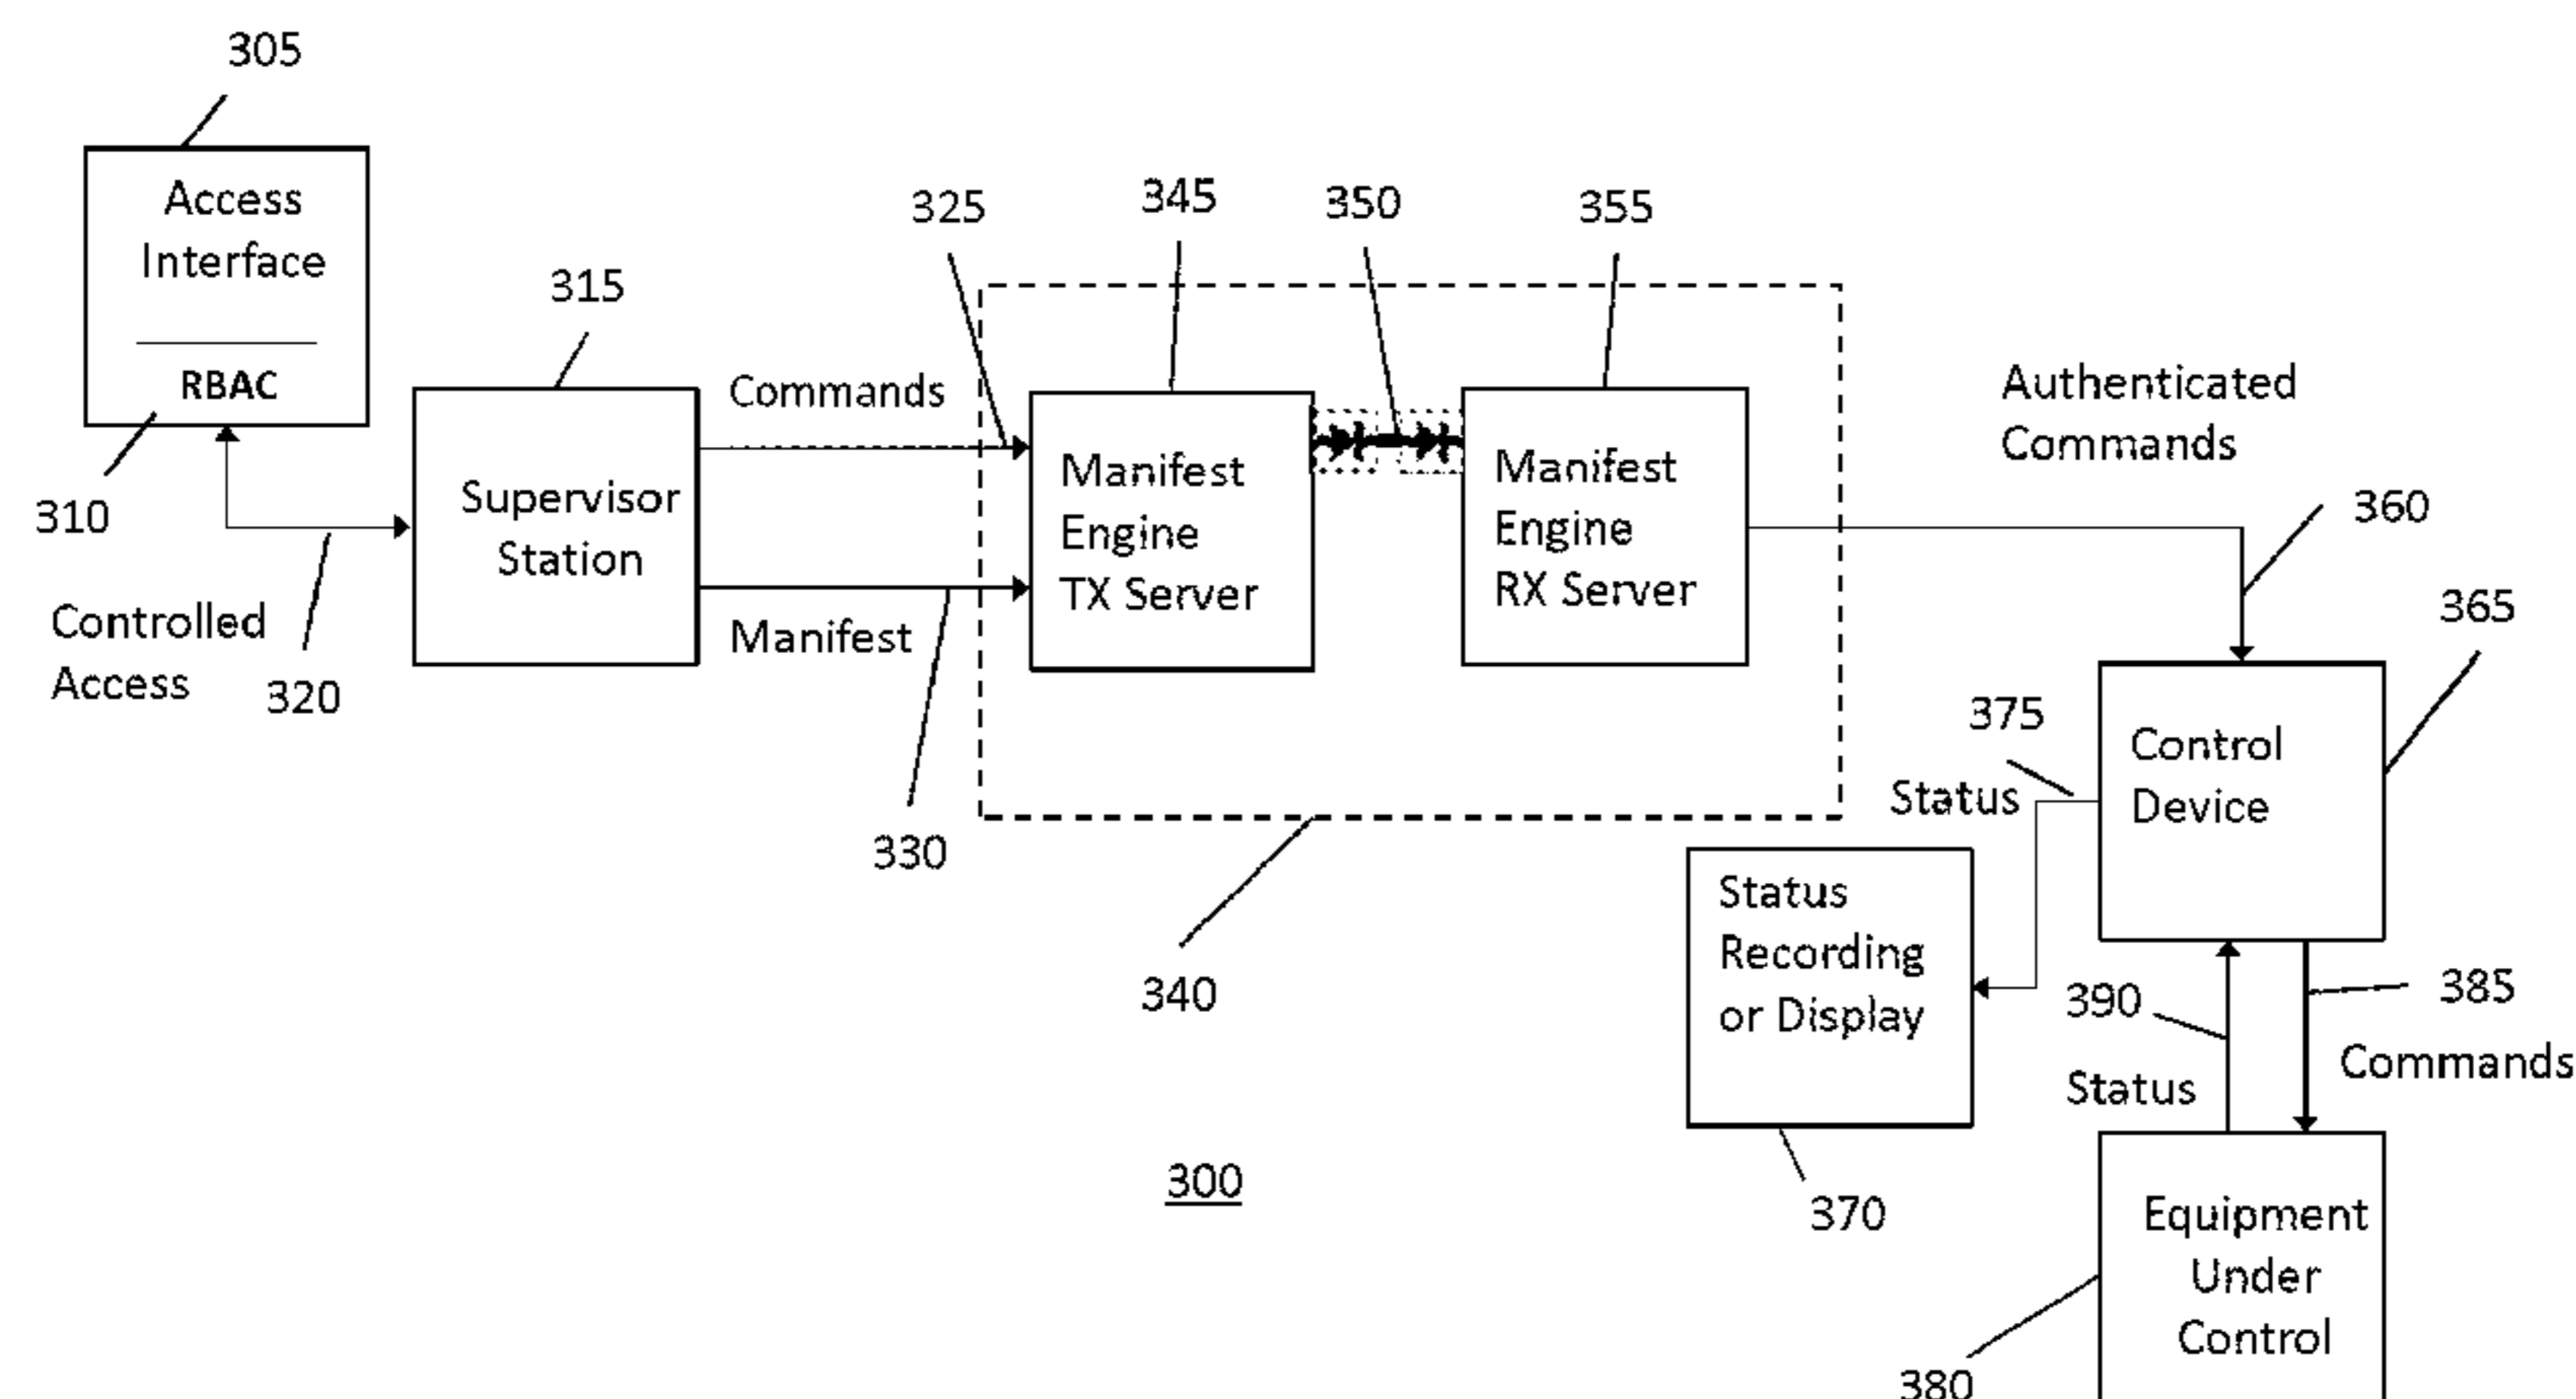 305
Access
Interface
RBAC
310
315
Supervisor
Station
Controlled
Access
320
Commands
325
Manifest
330
345
350
355
Manifest
Engine
TX Server
Manifest
Engine
RX Server
340
Authenticated
Commands
360
365
Control
Device
375
Status
Status
Recording
or Display
370
390
Status
385
Commands
Equipment
Under
Control
380
300